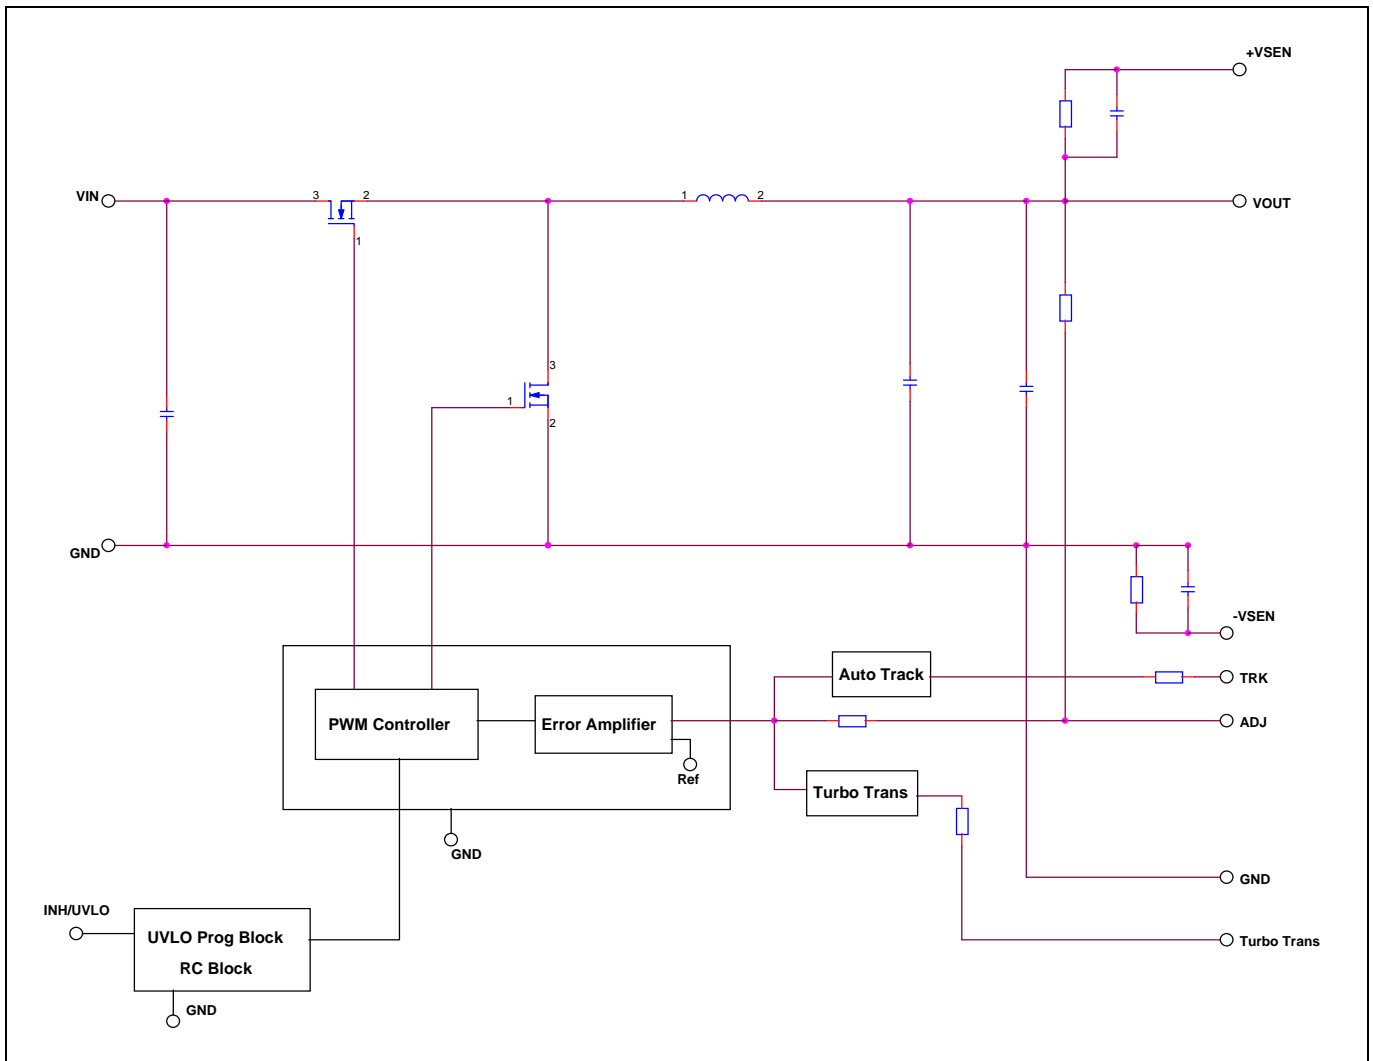 +VSEN
VIN
3
2
1
1
2
VOUT
3
1
2
GND
-VSEN
Auto Track
TRK
PWM Controller
Error Amplifier
ADJ
Ref
Turbo Trans
GND
GND
INH/UVLO
UVLO Prog Block
RC Block
Turbo Trans
GND